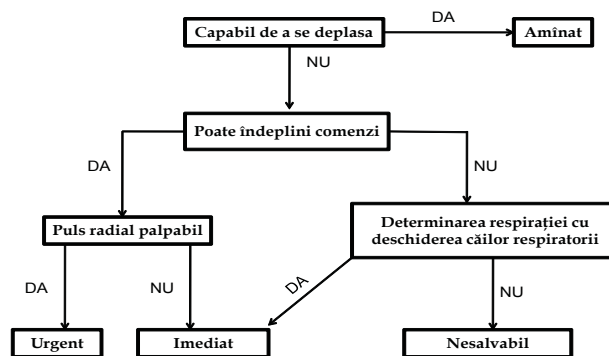 Capabil de a se deplasa
DA
Amînat
NU
Poate îndeplini comenzi
DA
NU
Puls radial palpabil
Determinarea respirației cu
deschiderea căilor respiratorii
DA
NU
DA
NU
Urgent
Imediat
Nesalvabil